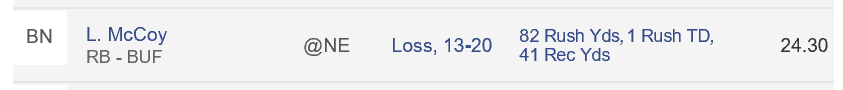 BN
L. McCoy
RB - BUF
@NE
Loss, 13-20
82 Rush Yds, 1 Rush TD,
41 Rec Yds
24.30